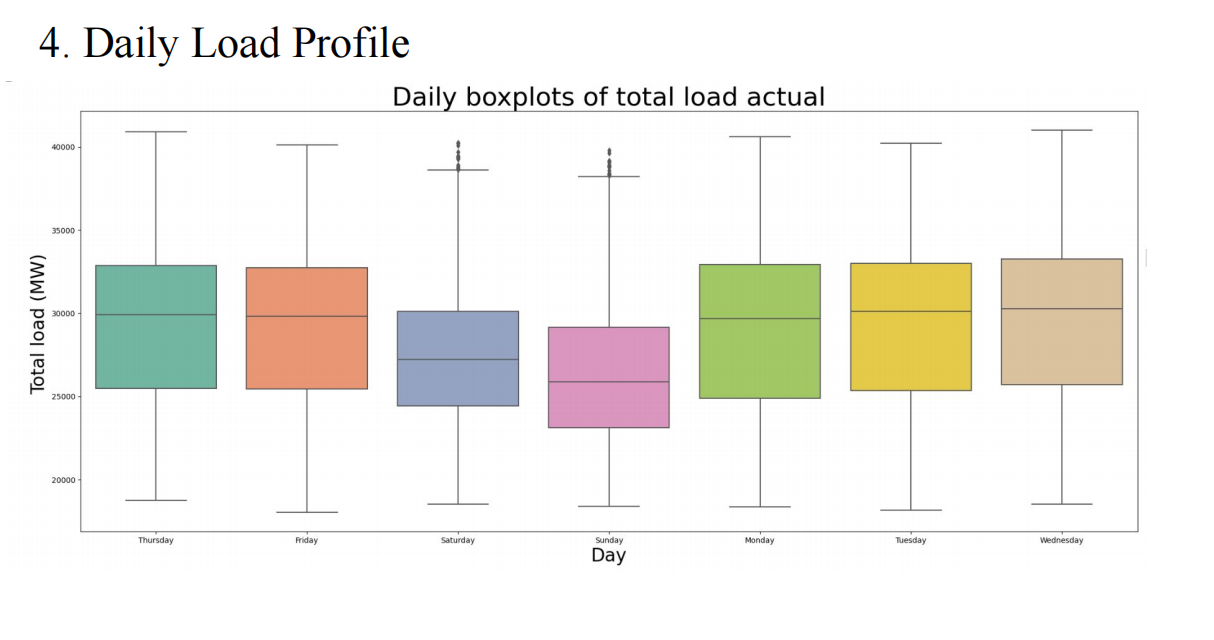 4. Daily Load Profile
Daily boxplots of total load actual
Total load (MW)
40000
35000
30000
25000
20000
Thursday Friday Saturday Sunday Monday Tuesday Wednesday
Day